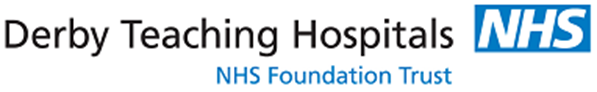 Derby Teaching Hospitals NHS
NHS Foundation Trust